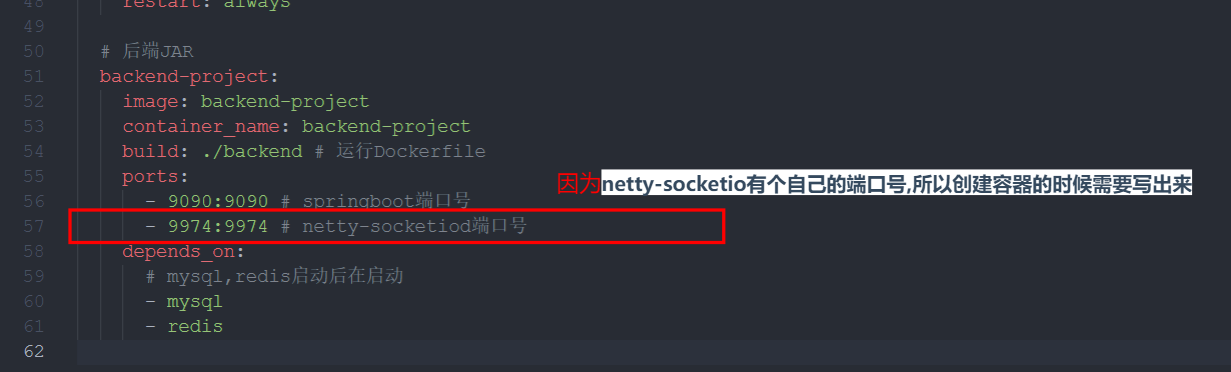 48 restart: always
49
50 # 后端JAR
51 backend-project:
52 image: backend-project
53 container_name: backend-project
54 build: ./backend # 运行Dockerfile
55 ports:
因为netty-socketio有个自己的端口号,所以创建容器的时候需要写出来
56 - 9090:9090 # springboot端口号
57 - 9974:9974 # netty-socketiod端口号
58 depends_on:
59 # mysql,redis启动后在启动
60 - mysql
61 - redis
62